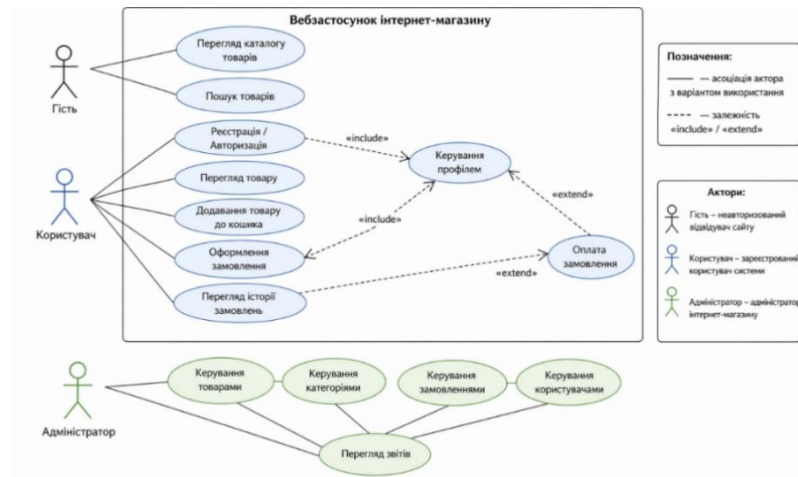 Вебзастосунок інтернет-магазину
Перегляд каталогу
товарів
Пошук товарів
Гість
Реєстрація /
Авторизація
«include»
Керування
профілем
Перегляд товару
Додавання товару
до кошика
Користувач
«include»
«extend»
Оформлення
замовлення
Оплата
замовлення
«extend»
Перегляд історії
замовлень
Позначення:
— асоціація актора
з варіантом використання
— залежність
«include» / «extend»
Актори:
Гість – неавторизований
відвідувач сайту
Користувач – зареєстрований
користувач системи
Адміністратор – адміністратор
інтернет-магазину
Керування
товарами
Керування
категоріями
Керування
замовленнями
Керування
користувачами
Адміністратор
Перегляд звітів